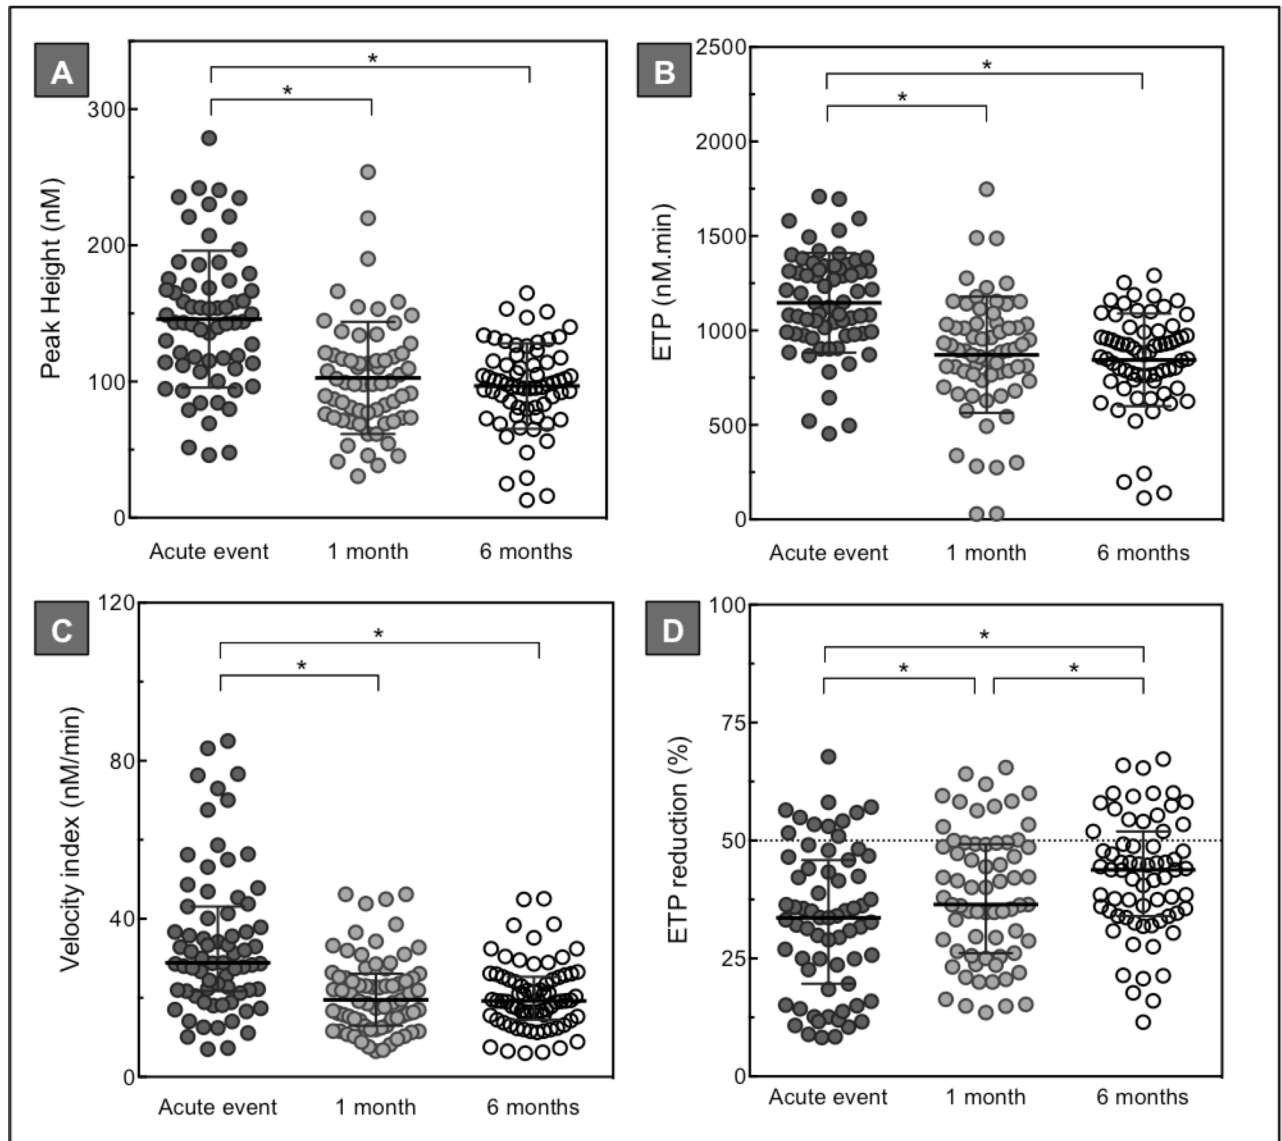 A
Peak Height (nM)
300
200
100
0
*
*
Acute event 1 month 6 months
B
ETP (nM.min)
2500
2000
1500
1000
500
0
*
*
Acute event 1 month 6 months
C
Velocity index (nM/min)
120
80
40
0
*
*
Acute event 1 month 6 months
D
ETP reduction (%)
100
75
50
25
0
*
* *
Acute event 1 month 6 months